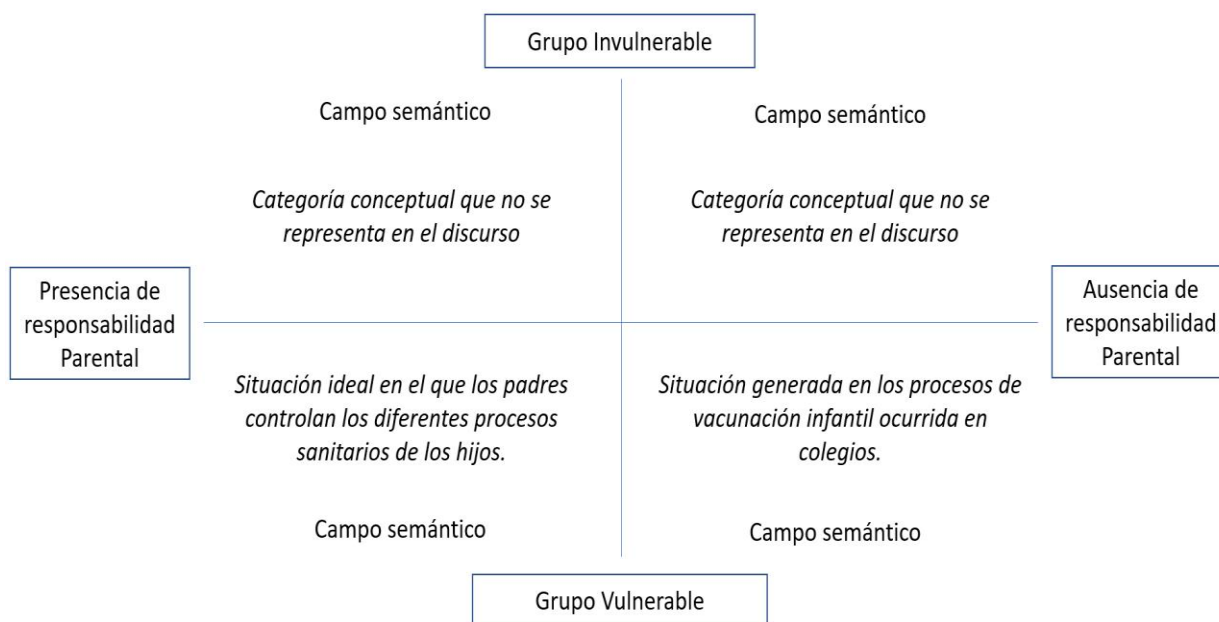 Grupo Invulnerable
Campo semántico
Campo semántico
Categoría conceptual que no se
representa en el discurso
Categoría conceptual que no se
representa en el discurso
Presencia de
responsabilidad
Parental
Ausencia de
responsabilidad
Parental
Situación ideal en el que los padres
controlan los diferentes procesos
sanitarios de los hijos.
Situación generada en los procesos de
vacunación infantil ocurrida en
colegios.
Campo semántico
Campo semántico
Grupo Vulnerable